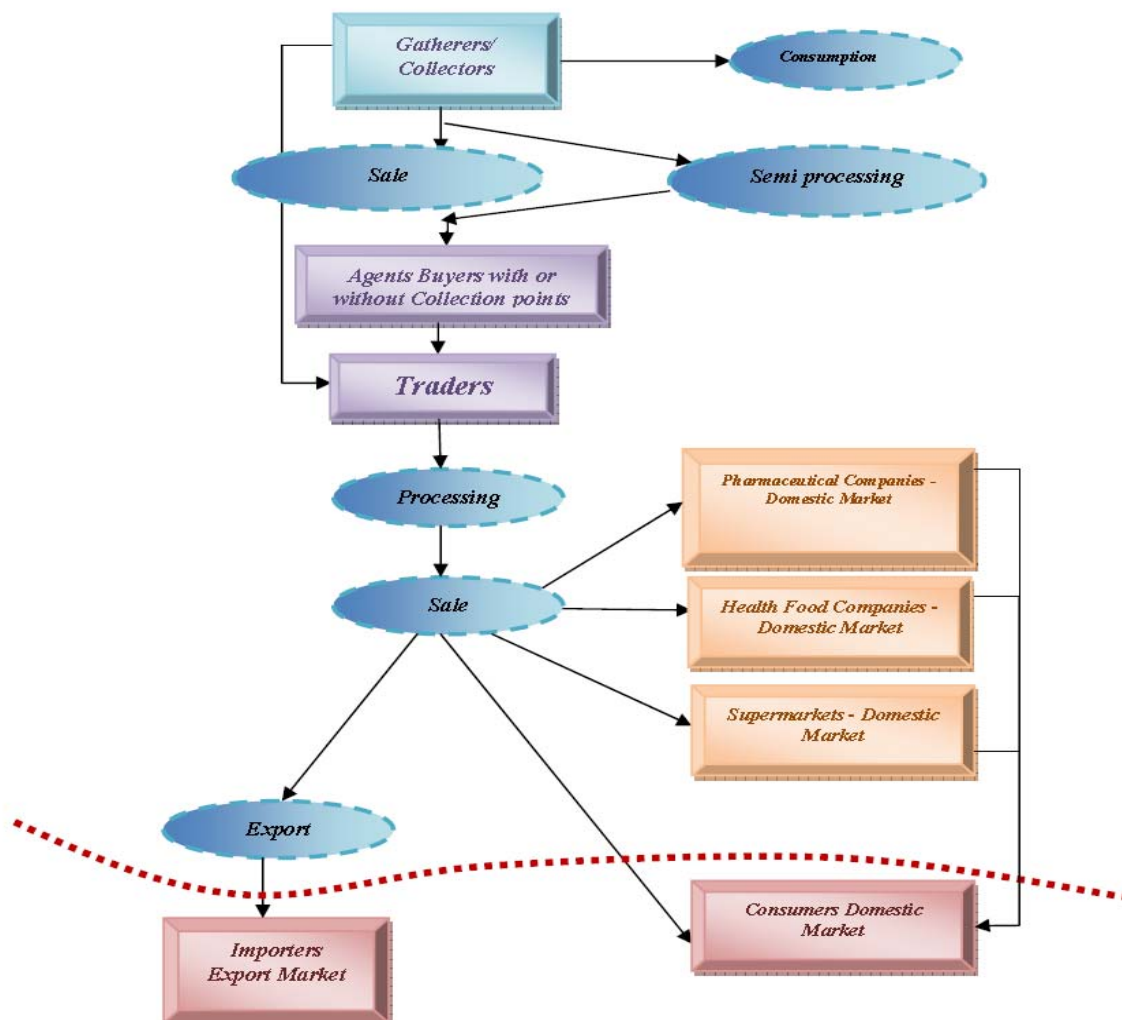 Gatherers/
Collectors
Consumption
Sale
Semi processing
Agents Buyers with or
without Collection points
Traders
Processing
Pharmaceutical Companies -
Domestic Market
Sale
Health Food Companies -
Domestic Market
Supermarkets - Domestic
Market
Export
Consumers Domestic
Market
Importers
Export Market